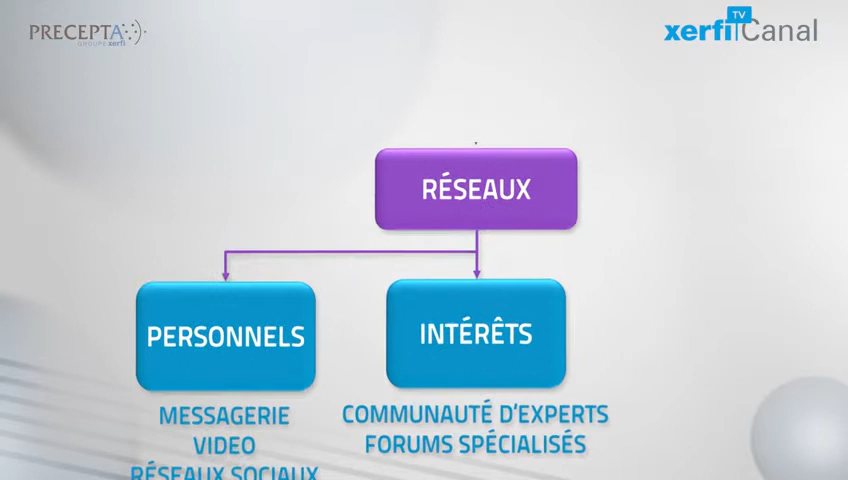 PRECEPTA
GROUPE xerfi
xerfi TV Canal
RÉSEAUX
PERSONNELS
INTÉRÊTS
MESSAGERIE
VIDEO
RÉSEAUX SOCIAUX
COMMUNAUTÉ D'EXPERTS
FORUMS SPÉCIALISÉS